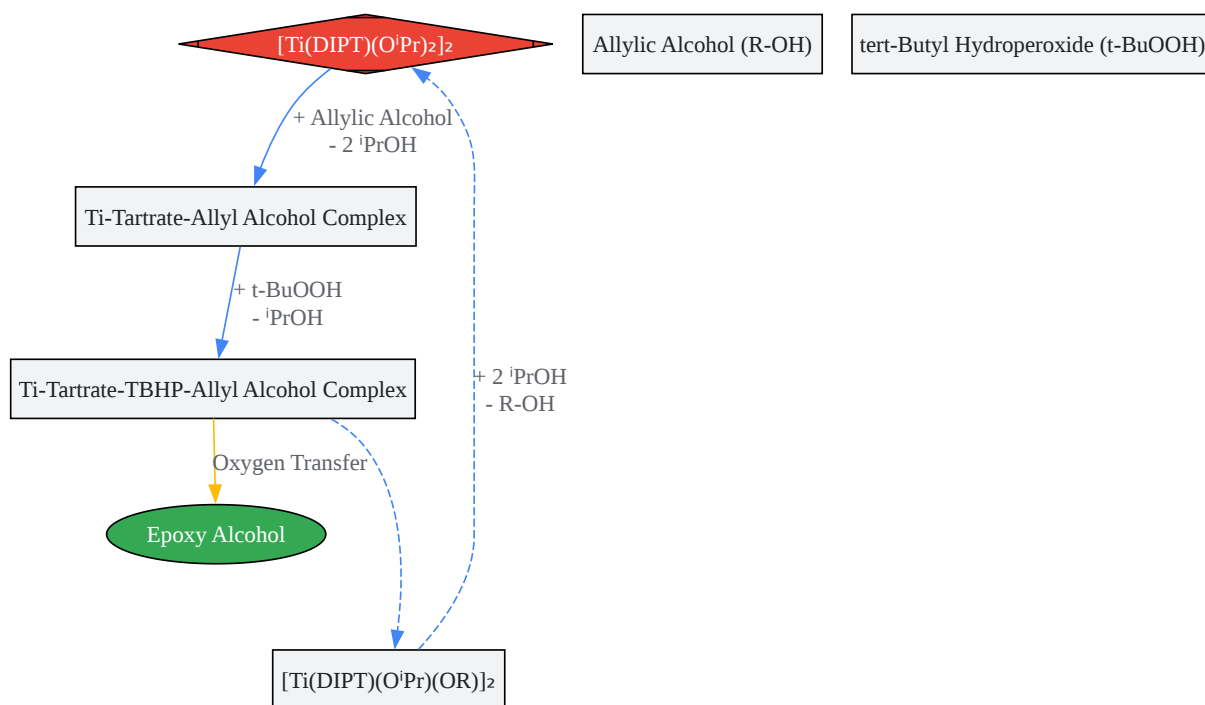 [Ti(DIPT)(OⁱPr)₂]₂
Allylic Alcohol (R-OH)
tert-Butyl Hydroperoxide (t-BuOOH)
+ Allylic Alcohol
- 2 ⁱPrOH
Ti-Tartrate-Allyl Alcohol Complex
+ t-BuOOH
- ⁱPrOH
Ti-Tartrate-TBHP-Allyl Alcohol Complex
+ 2 ⁱPrOH
- R-OH
Oxygen Transfer
Epoxy Alcohol
[Ti(DIPT)(OⁱPr)(OR)]₂